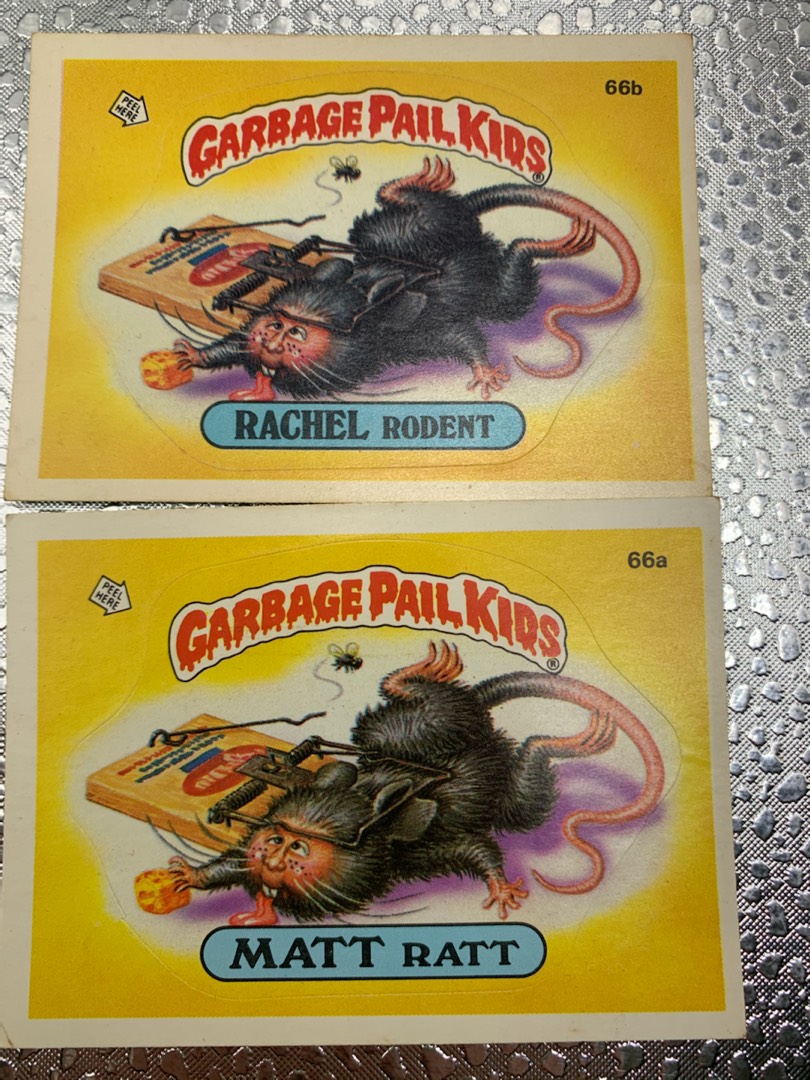 66b
PEEL
HERE
GARBAGE PAIL KIDS
®
RACHEL RODENT
66a
PEEL
HERE
GARBAGE PAIL KIDS
®
MATT RATT